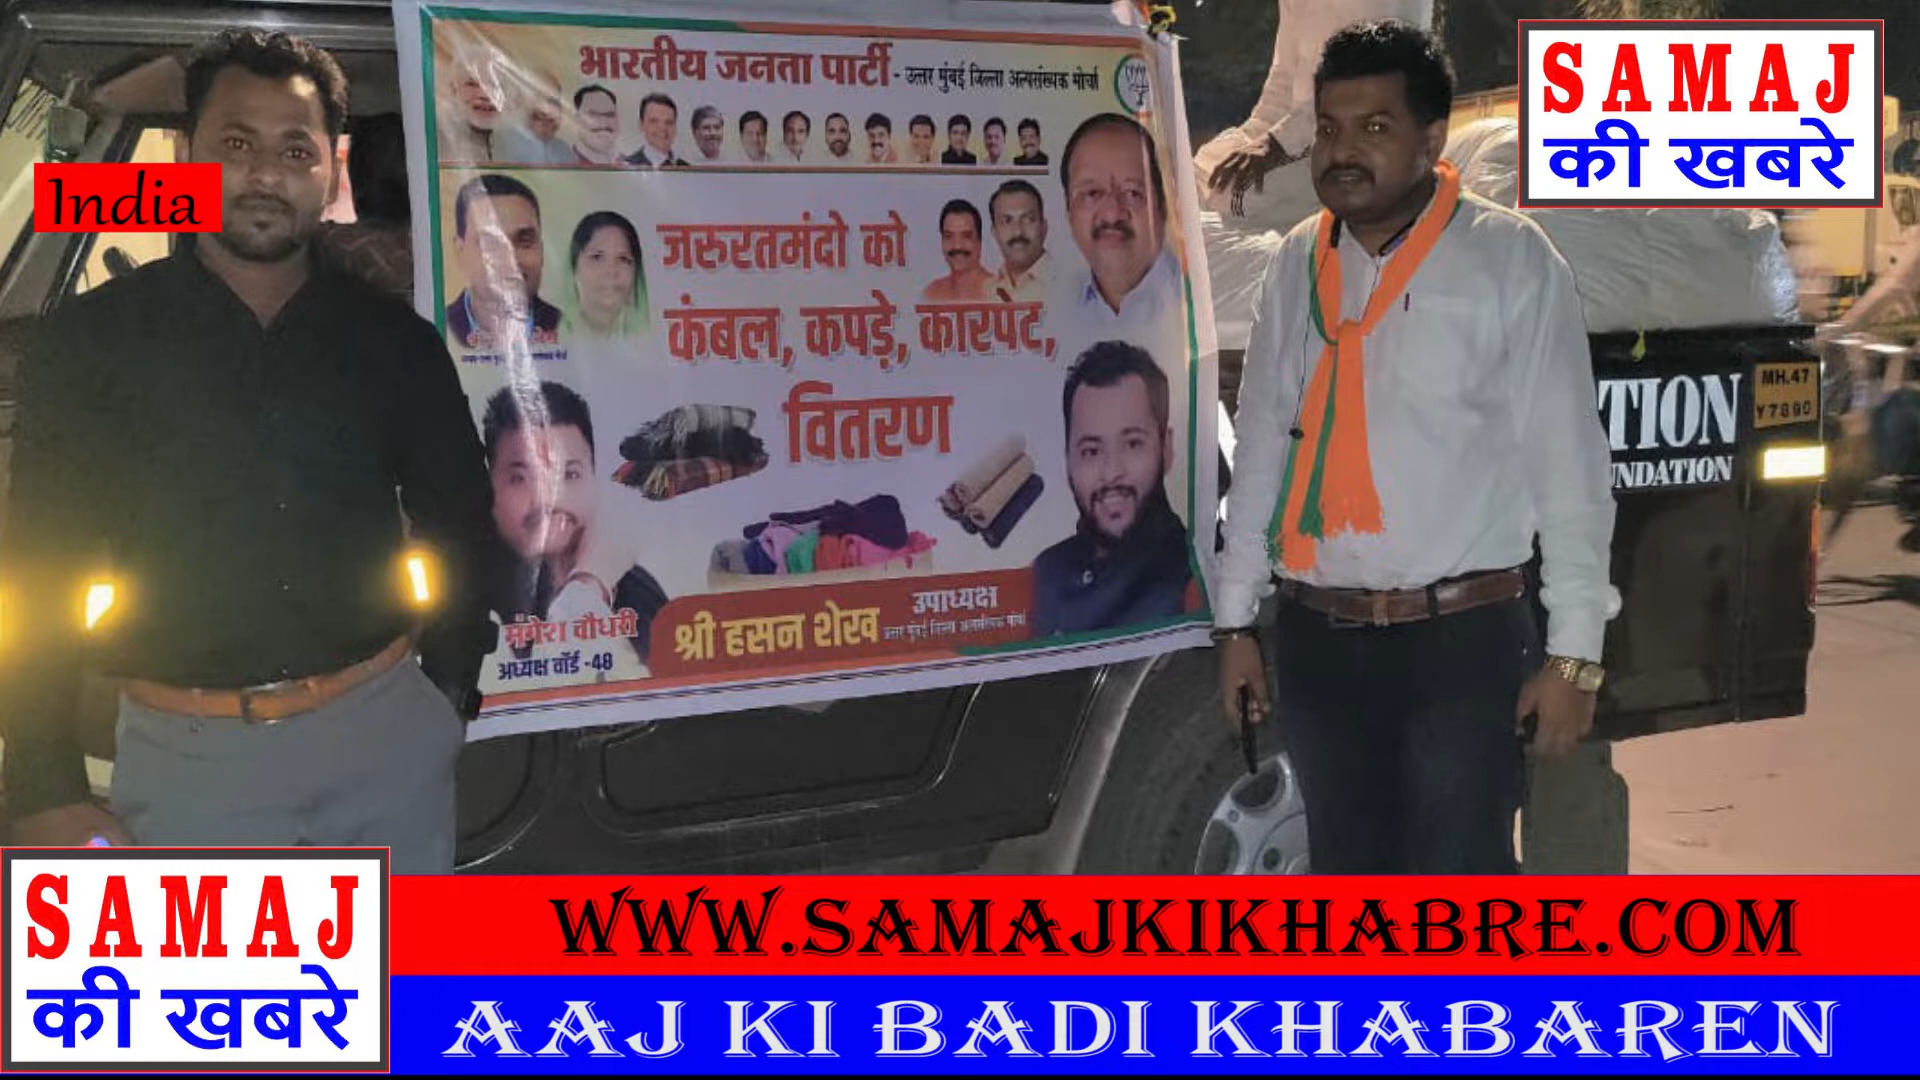 भारतीय जनता पार्टी - उत्तर मुंबई जिल्ला अल्पसंख्यक मोर्चा
SAMAJ
की खबरे
India
जरुरतमंदो को
कंबल, कपड़े, कारपेट,
वितरण
मंगेश चौधरी
अध्यक्ष वॉर्ड -48
श्री हसन शेख
उपाध्यक्ष
उत्तर मुंबई जिल्ला अल्पसंख्यक मोर्चा
TION
UNDATION
MH.47
Y7890
SAMAJ
की खबरे
WWW.SAMAJKIKHABRE.COM
AAJ KI BADI KHABAREN